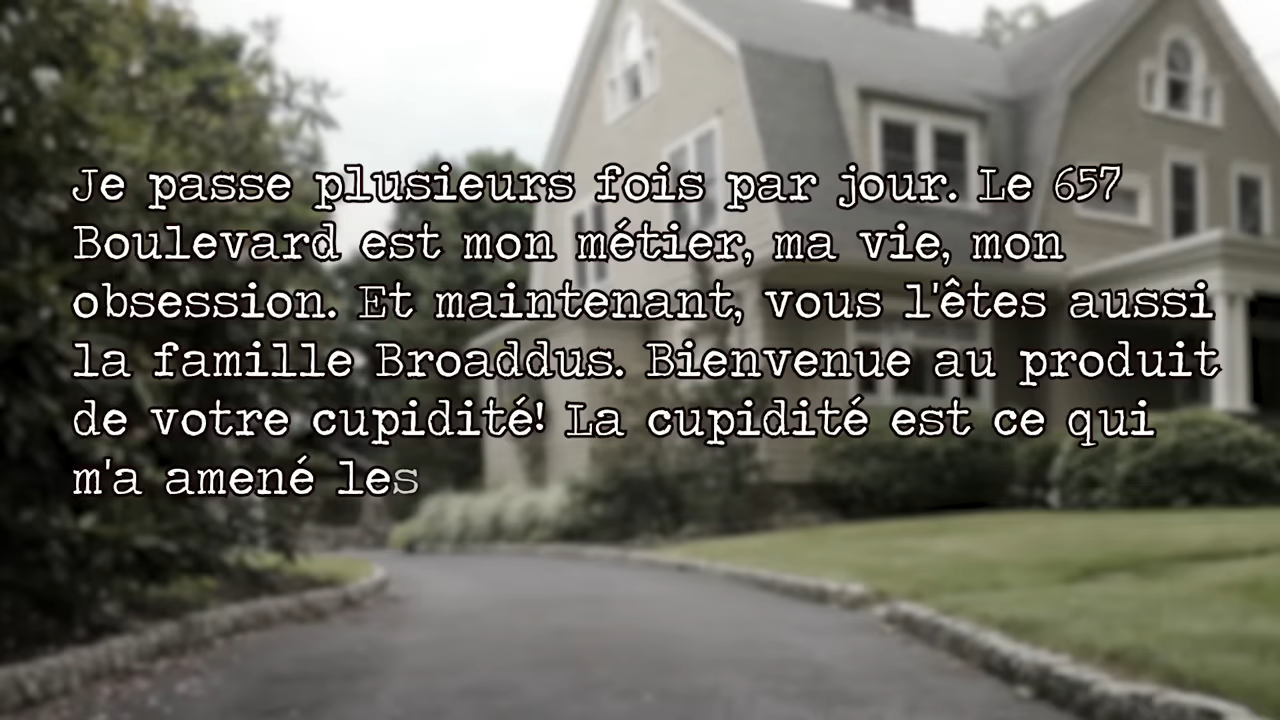 Je passe plusieurs fois par jour. Le 657
Boulevard est mon métier, ma vie, mon
obsession. Et maintenant, vous l'êtes aussi
la famille Broaddus. Bienvenue au produit
de votre cupidité! La cupidité est ce qui
m'a amené les